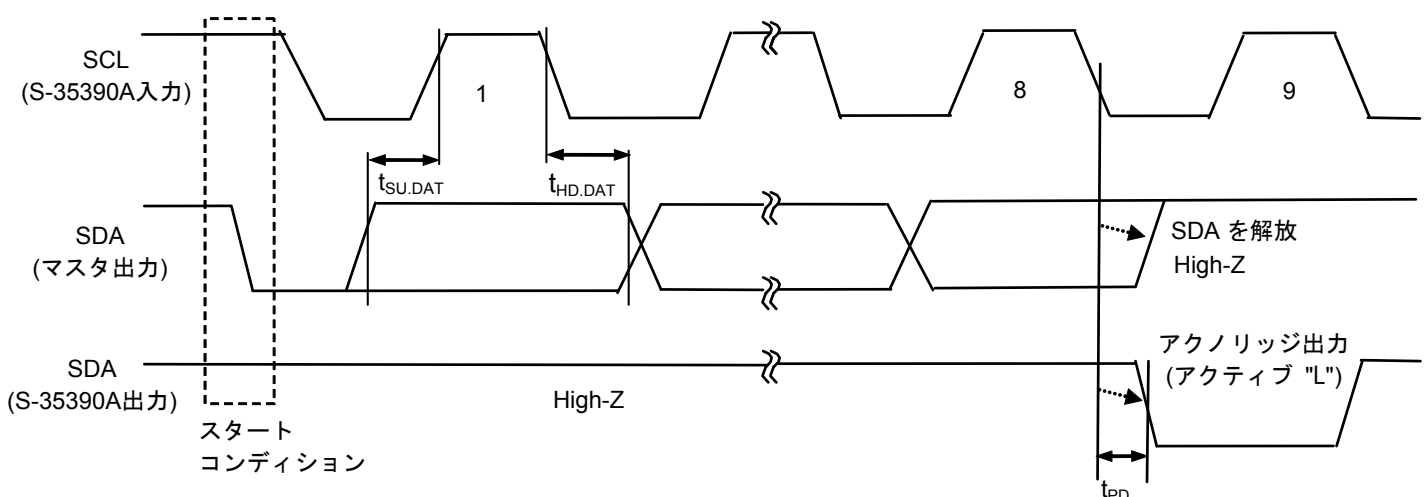 SCL
(S-35390A入力)
1
8
9
tSU.DAT
tHD.DAT
SDA
(マスタ出力)
SDA を解放
High-Z
SDA
(S-35390A出力)
High-Z
アクノリッジ出力
(アクティブ "L")
スタート
コンディション
tPD